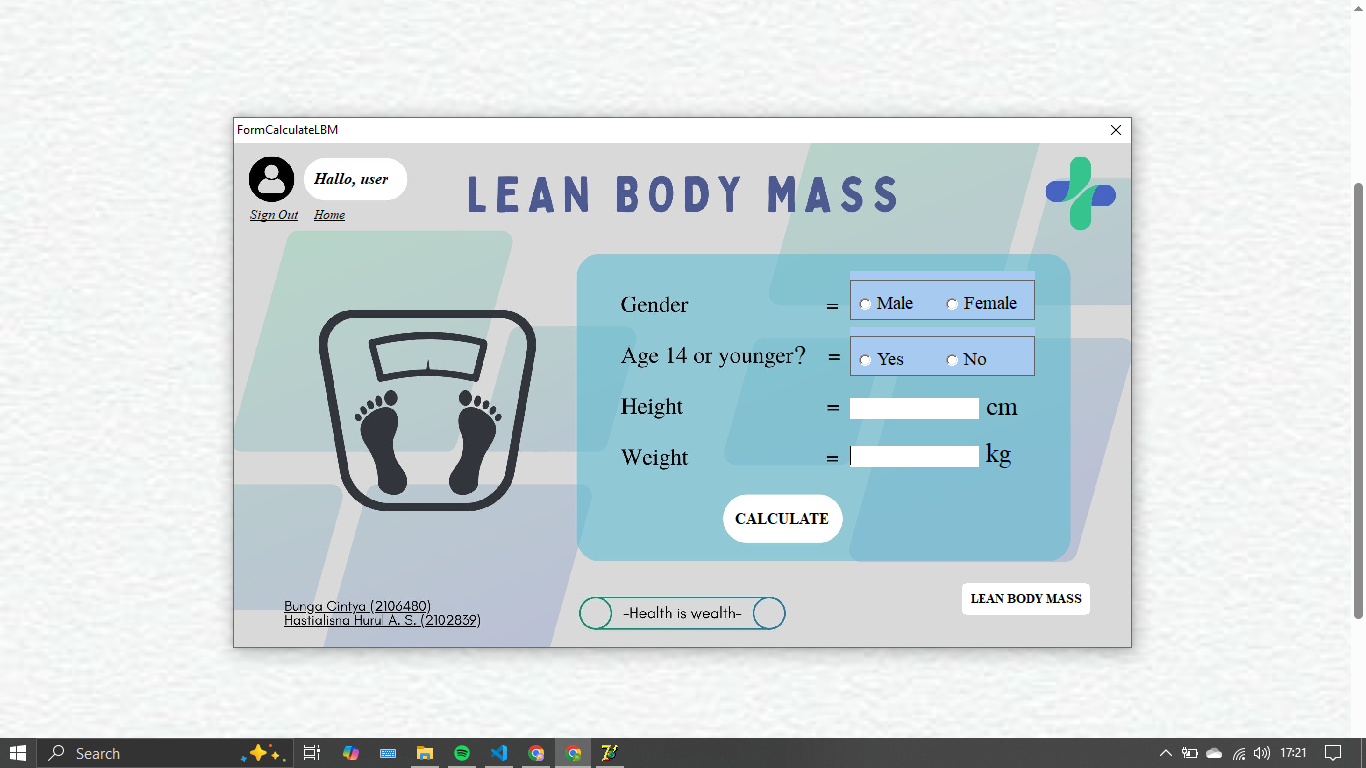 FormCalculateLBM
Hallo, user
Sign Out Home
LEAN BODY MASS
Gender = Male Female
Age 14 or younger? = Yes No
Height = cm
Weight = kg
CALCULATE
LEAN BODY MASS
Bunga Cintya (2106480)
Hastialisna Hurul A. S. (2102839)
-Health is wealth-
Search
17:21